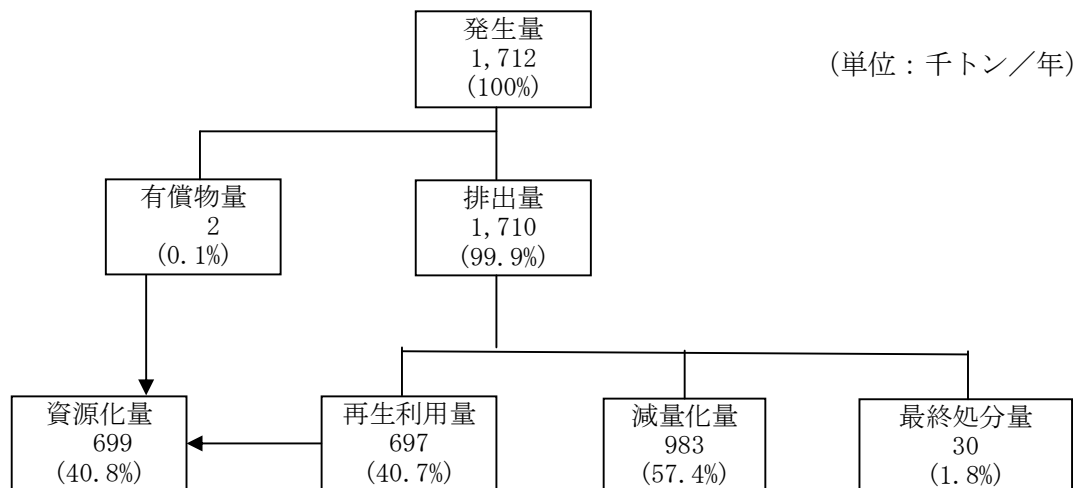 発生量
1,712
(100%)
(単位：千トン／年)
有償物量
2
(0.1%)
排出量
1,710
(99.9%)
資源化量
699
(40.8%)
再生利用量
697
(40.7%)
減量化量
983
(57.4%)
最終処分量
30
(1.8%)